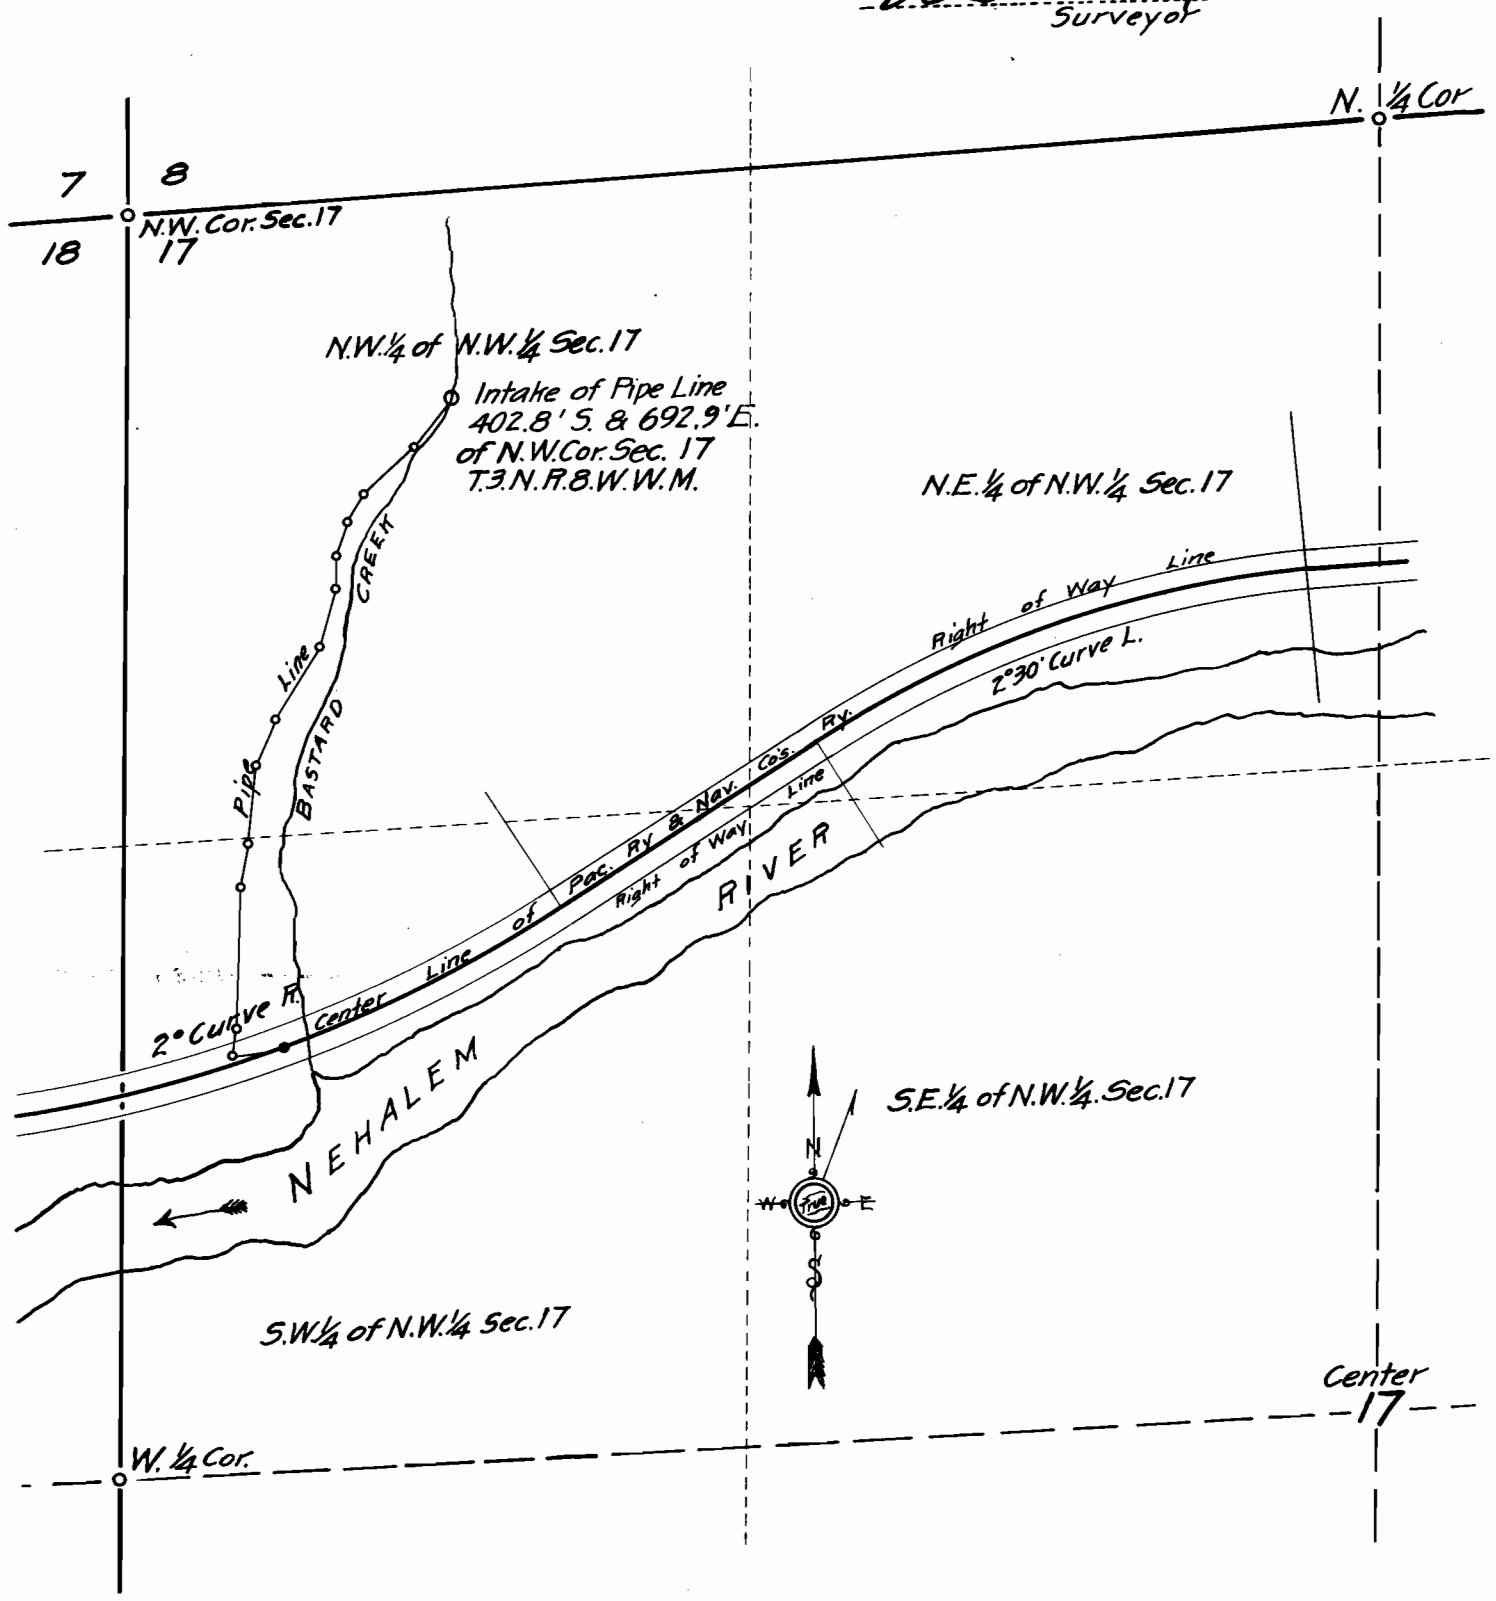 Surveyor
N. ¼ Cor
7 8
N.W. Cor. Sec. 17
18 17
N.W.¼ of N.W.¼ Sec. 17
Intake of Pipe Line
402.8' S. & 692.9' E.
of N.W. Cor. Sec. 17
T.3.N.R.8.W.W.M.
N.E.¼ of N.W.¼ Sec. 17
BASTARD CREEK
Pipe Line
Right of Way Line
2°30' Curve L.
Center Line of Pac. Ry & Nav. Co's. Ry.
Right of Way Line
2° Curve R.
NEHALEM RIVER
N
W True E
S
S.E.¼ of N.W.¼. Sec. 17
S.W.¼ of N.W.¼ Sec. 17
Center
17
W. ¼ Cor.